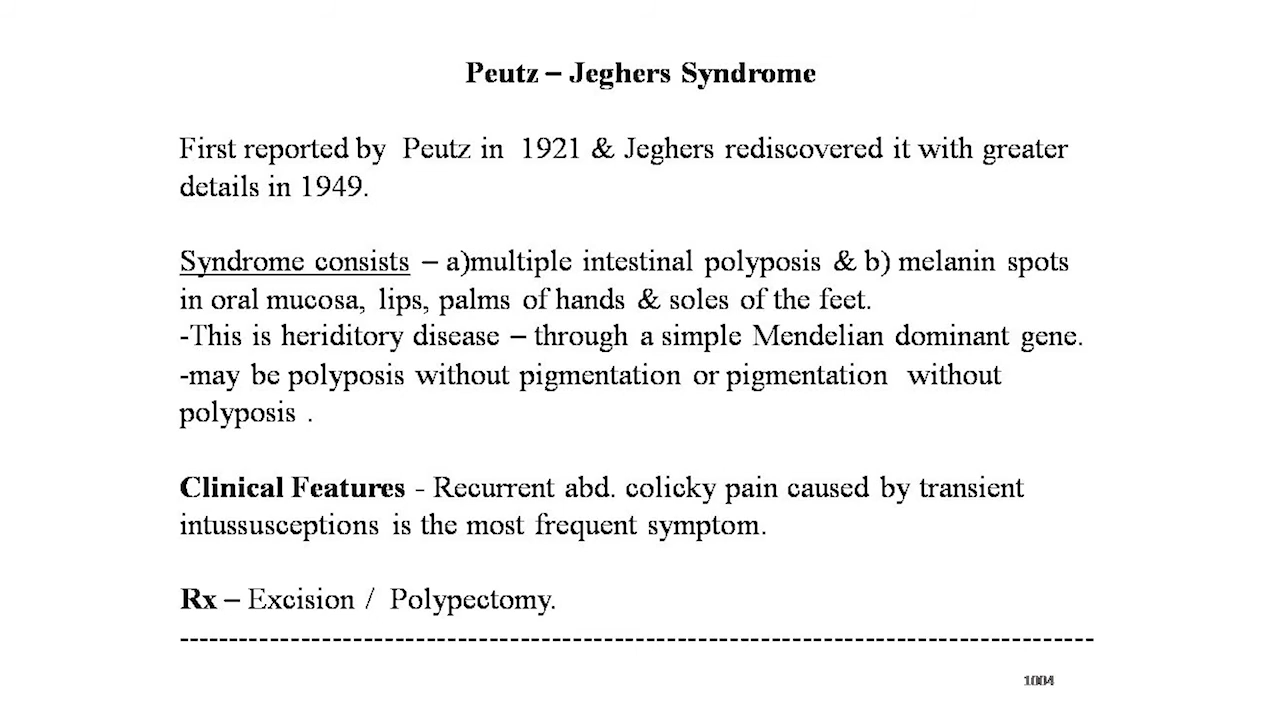 Peutz – Jeghers Syndrome
First reported by Peutz in 1921 & Jeghers rediscovered it with greater
details in 1949.
Syndrome consists – a)multiple intestinal polyposis & b) melanin spots
in oral mucosa, lips, palms of hands & soles of the feet.
-This is heriditory disease – through a simple Mendelian dominant gene.
-may be polyposis without pigmentation or pigmentation without
polyposis .
Clinical Features - Recurrent abd. colicky pain caused by transient
intussusceptions is the most frequent symptom.
Rx – Excision / Polypectomy.
--------------------------------------------------------------------------------------------
1004